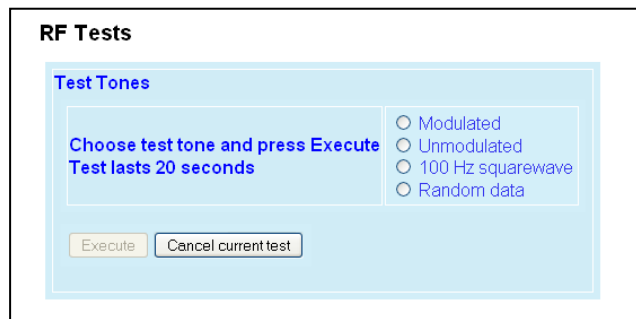 RF Tests
Test Tones
Choose test tone and press Execute
Test lasts 20 seconds
Modulated
Unmodulated
100 Hz squarewave
Random data
Execute
Cancel current test